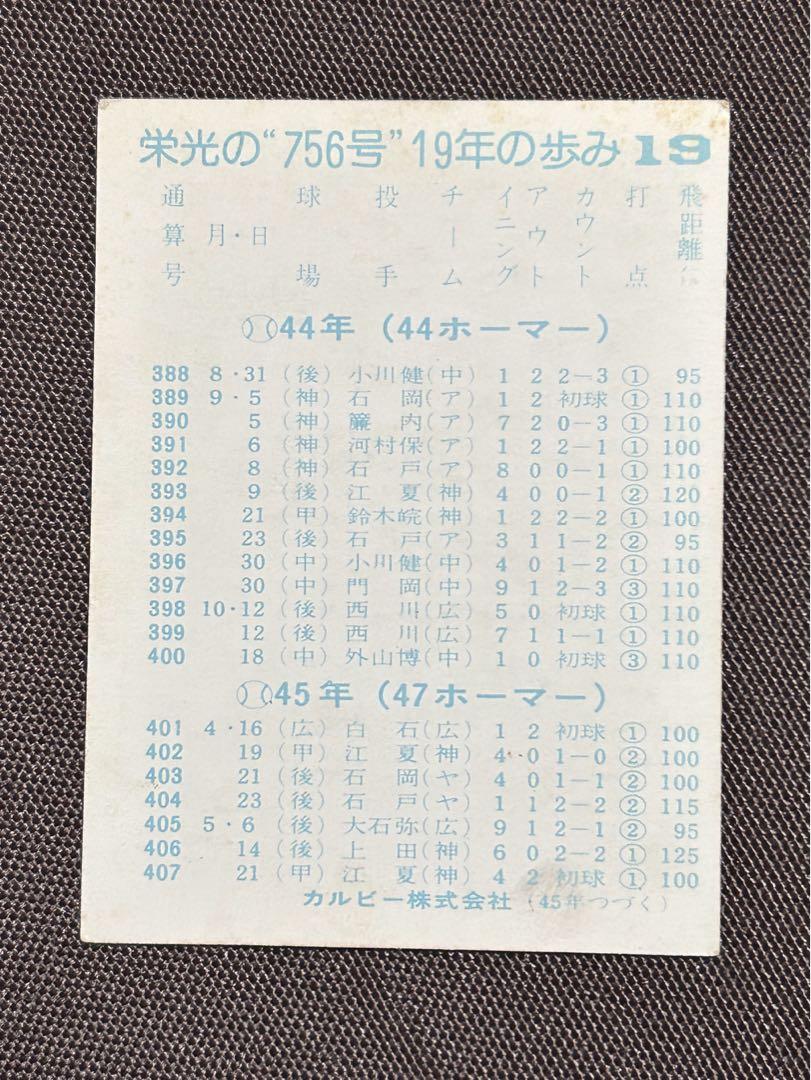 栄光の“756号”19年の歩み 19
通算号 月・日 球場 投手 チーム イニング アウト カウント 打点 飛距離
44年（44ホーマー）
388 8・31（後）小川健（中） 1 2 2－3 ① 95
389 9・5（神）石岡（ア） 1 2 初球 ① 110
390 5（神）簾内（ア） 7 2 0－3 ① 110
391 6（神）河村保（ア） 1 2 2－1 ① 100
392 8（神）石戸（ア） 8 0 0－1 ① 110
393 9（後）江夏（神） 4 0 0－1 ② 120
394 21（甲）鈴木皖（神） 1 2 2－2 ① 100
395 23（後）石戸（ア） 3 1 1－2 ② 95
396 30（中）小川健（中） 4 0 1－2 ① 110
397 30（中）門岡（中） 9 1 2－3 ③ 110
398 10・12（後）西川（広） 5 0 初球 ① 110
399 12（後）西川（広） 7 1 1－1 ① 110
400 18（中）外山博（中） 1 0 初球 ③ 110
45年（47ホーマー）
401 4・16（広）白石（広） 1 2 初球 ① 100
402 19（甲）江夏（神） 4 0 1－0 ② 100
403 21（後）石岡（ヤ） 4 0 1－1 ② 100
404 23（後）石戸（ヤ） 1 1 2－2 ② 115
405 5・6（後）大石弥（広） 9 1 2－1 ② 95
406 14（後）上田（神） 6 0 2－2 ① 125
407 21（甲）江夏（神） 4 2 初球 ① 100
カルビー株式会社（45年つづく）